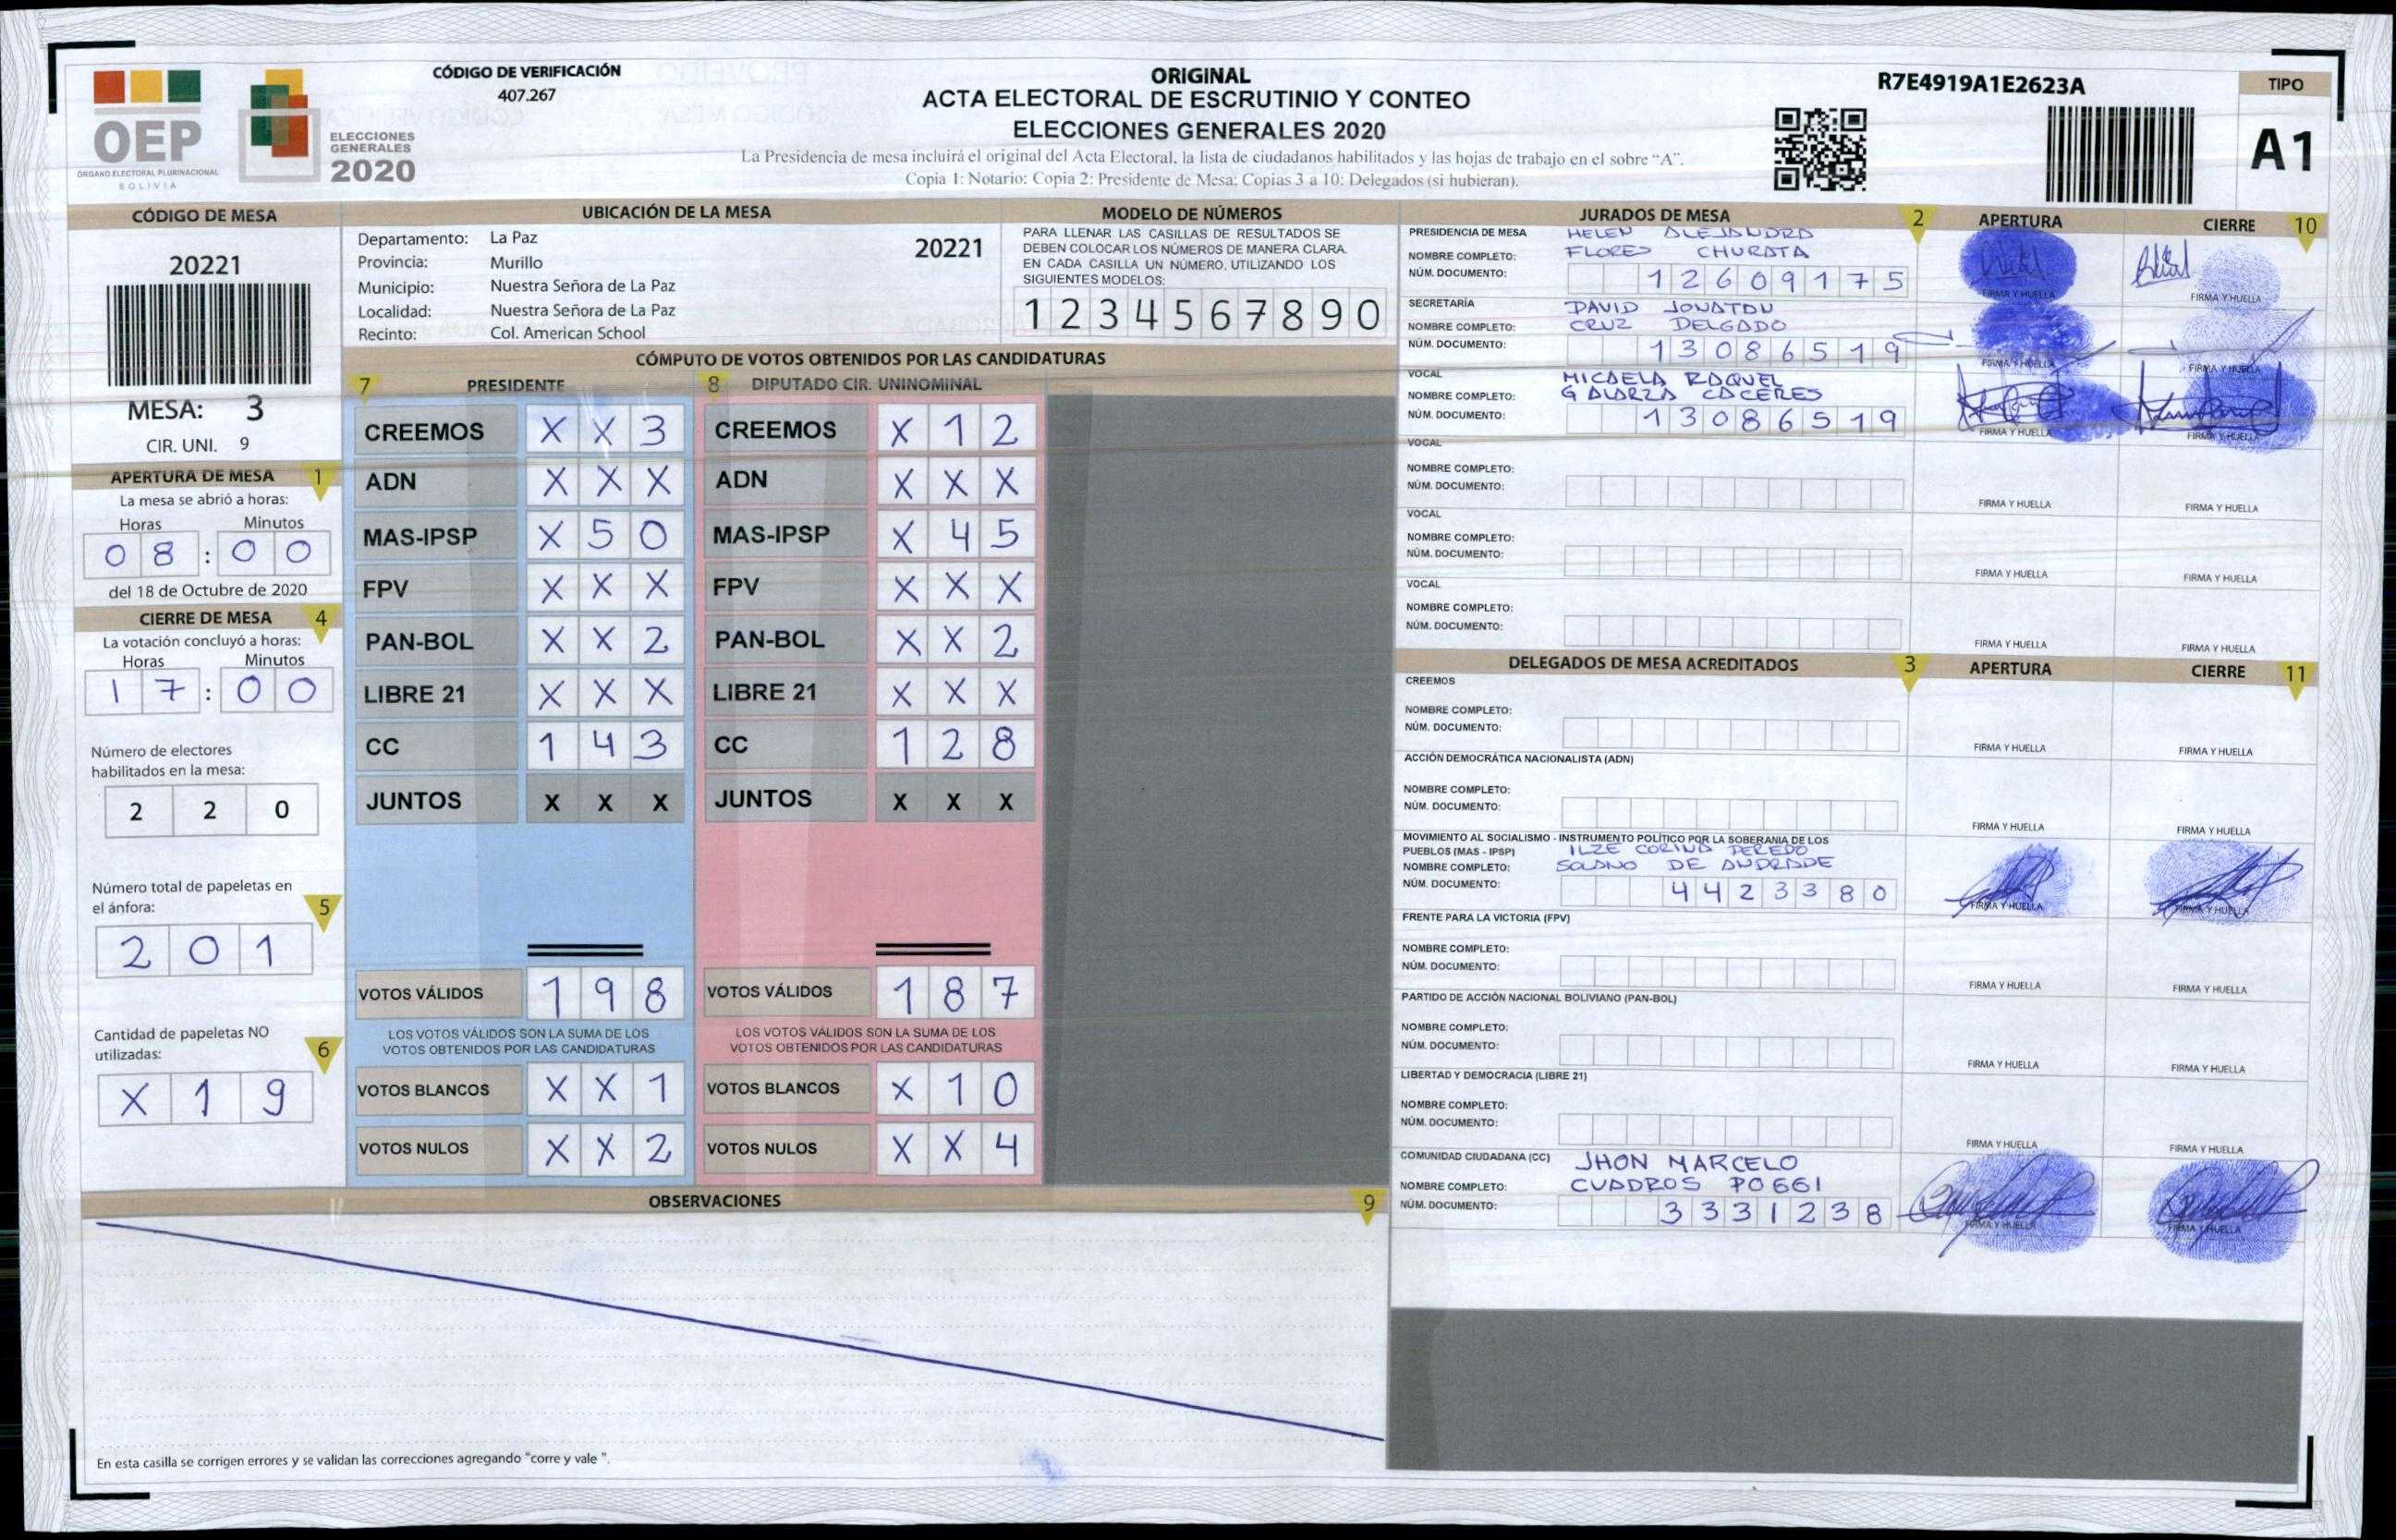 OEP
ÓRGANO ELECTORAL PLURINACIONAL
BOLIVIA
ELECCIONES
GENERALES
2020
CÓDIGO DE VERIFICACIÓN
407.267
ORIGINAL
ACTA ELECTORAL DE ESCRUTINIO Y CONTEO
ELECCIONES GENERALES 2020
La Presidencia de mesa incluirá el original del Acta Electoral, la lista de ciudadanos habilitados y las hojas de trabajo en el sobre "A".
Copia 1: Notario; Copia 2: Presidente de Mesa; Copias 3 a 10: Delegados (si hubieran).
R7E4919A1E2623A
TIPO
A1
CÓDIGO DE MESA
20221
MESA: 3
CIR. UNI. 9
APERTURA DE MESA 1
La mesa se abrió a horas:
Horas Minutos
0 8 : 0 0
del 18 de Octubre de 2020
CIERRE DE MESA 4
La votación concluyó a horas:
Horas Minutos
1 7 : 0 0
Número de electores
habilitados en la mesa:
2 2 0
Número total de papeletas en
el ánfora: 5
2 0 1
Cantidad de papeletas NO
utilizadas: 6
X 1 9
UBICACIÓN DE LA MESA
Departamento: La Paz 20221
Provincia: Murillo
Municipio: Nuestra Señora de La Paz
Localidad: Nuestra Señora de La Paz
Recinto: Col. American School
MODELO DE NÚMEROS
PARA LLENAR LAS CASILLAS DE RESULTADOS SE
DEBEN COLOCAR LOS NÚMEROS DE MANERA CLARA.
EN CADA CASILLA UN NÚMERO, UTILIZANDO LOS
SIGUIENTES MODELOS:
1 2 3 4 5 6 7 8 9 0
CÓMPUTO DE VOTOS OBTENIDOS POR LAS CANDIDATURAS
7 PRESIDENTE 8 DIPUTADO CIR. UNINOMINAL
CREEMOS X X 3 CREEMOS X 1 2
ADN X X X ADN X X X
MAS-IPSP X 5 0 MAS-IPSP X 4 5
FPV X X X FPV X X X
PAN-BOL X X 2 PAN-BOL X X 2
LIBRE 21 X X X LIBRE 21 X X X
CC 1 4 3 CC 1 2 8
JUNTOS X X X JUNTOS X X X
VOTOS VÁLIDOS 1 9 8 VOTOS VÁLIDOS 1 8 7
LOS VOTOS VÁLIDOS SON LA SUMA DE LOS LOS VOTOS VÁLIDOS SON LA SUMA DE LOS
VOTOS OBTENIDOS POR LAS CANDIDATURAS VOTOS OBTENIDOS POR LAS CANDIDATURAS
VOTOS BLANCOS X X 1 VOTOS BLANCOS X 1 0
VOTOS NULOS X X 2 VOTOS NULOS X X 4
OBSERVACIONES 9
En esta casilla se corrigen errores y se validan las correcciones agregando "corre y vale ".
JURADOS DE MESA 2 APERTURA CIERRE 10
PRESIDENCIA DE MESA HELEN ALEJANDRA
NOMBRE COMPLETO: FLORES CHURATA
NÚM. DOCUMENTO: 1 2 6 0 9 1 7 5
FIRMA Y HUELLA FIRMA Y HUELLA
SECRETARÍA DAVID JONATAN
NOMBRE COMPLETO: CRUZ DELGADO
NÚM. DOCUMENTO: 1 3 0 8 6 5 1 9
FIRMA Y HUELLA FIRMA Y HUELLA
VOCAL MICAELA RAQUEL
NOMBRE COMPLETO: GALARZA CACERES
NÚM. DOCUMENTO: 1 3 0 8 6 5 1 9
FIRMA Y HUELLA FIRMA Y HUELLA
VOCAL
NOMBRE COMPLETO:
NÚM. DOCUMENTO:
FIRMA Y HUELLA FIRMA Y HUELLA
VOCAL
NOMBRE COMPLETO:
NÚM. DOCUMENTO:
FIRMA Y HUELLA FIRMA Y HUELLA
VOCAL
NOMBRE COMPLETO:
NÚM. DOCUMENTO:
FIRMA Y HUELLA FIRMA Y HUELLA
DELEGADOS DE MESA ACREDITADOS 3 APERTURA CIERRE 11
CREEMOS
NOMBRE COMPLETO:
NÚM. DOCUMENTO:
FIRMA Y HUELLA FIRMA Y HUELLA
ACCIÓN DEMOCRÁTICA NACIONALISTA (ADN)
NOMBRE COMPLETO:
NÚM. DOCUMENTO:
FIRMA Y HUELLA FIRMA Y HUELLA
MOVIMIENTO AL SOCIALISMO - INSTRUMENTO POLÍTICO POR LA SOBERANIA DE LOS
PUEBLOS (MAS - IPSP) ILZE CORINA PEREDO
NOMBRE COMPLETO: SOLANO DE ANDRADE
NÚM. DOCUMENTO: 4 4 2 3 3 8 0
FIRMA Y HUELLA FIRMA Y HUELLA
FRENTE PARA LA VICTORIA (FPV)
NOMBRE COMPLETO:
NÚM. DOCUMENTO:
FIRMA Y HUELLA FIRMA Y HUELLA
PARTIDO DE ACCIÓN NACIONAL BOLIVIANO (PAN-BOL)
NOMBRE COMPLETO:
NÚM. DOCUMENTO:
FIRMA Y HUELLA FIRMA Y HUELLA
LIBERTAD Y DEMOCRACIA (LIBRE 21)
NOMBRE COMPLETO:
NÚM. DOCUMENTO:
FIRMA Y HUELLA FIRMA Y HUELLA
COMUNIDAD CIUDADANA (CC) JHON MARCELO
NOMBRE COMPLETO: CUADROS POGGI
NÚM. DOCUMENTO: 3 3 3 1 2 3 8
FIRMA Y HUELLA FIRMA Y HUELLA